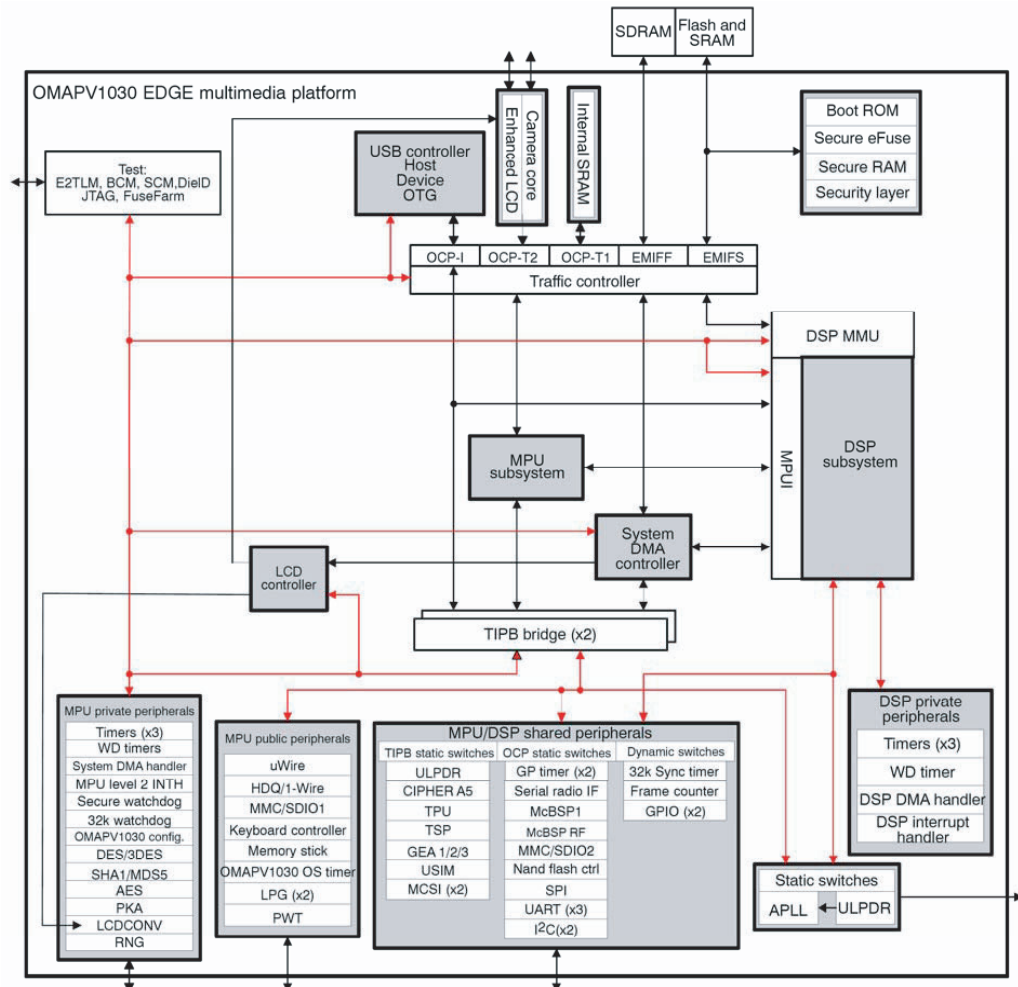 SDRAM
Flash and
SRAM
OMAPV1030 EDGE multimedia platform
Test:
E2TLM, BCM, SCM,DieID
JTAG, FuseFarm
USB controller
Host
Device
OTG
Enhanced LCD
Camera core
Internal SRAM
Boot ROM
Secure eFuse
Secure RAM
Security layer
OCP-I
OCP-T2
OCP-T1
EMIFF
EMIFS
Traffic controller
DSP MMU
MPUI
DSP
subsystem
MPU
subsystem
System
DMA
controller
LCD
controller
TIPB bridge (x2)
MPU private peripherals
Timers (x3)
WD timers
System DMA handler
MPU level 2 INTH
Secure watchdog
32k watchdog
OMAPV1030 config.
DES/3DES
SHA1/MDS5
AES
PKA
LCDCONV
RNG
MPU public peripherals
uWire
HDQ/1-Wire
MMC/SDIO1
Keyboard controller
Memory stick
OMAPV1030 OS timer
LPG (x2)
PWT
MPU/DSP shared peripherals
TIPB static switches
ULPDR
CIPHER A5
TPU
TSP
GEA 1/2/3
USIM
MCSI (x2)
OCP static switches
GP timer (x2)
Serial radio IF
McBSP1
McBSP RF
MMC/SDIO2
Nand flash ctrl
SPI
UART (x3)
I2C(x2)
Dynamic switches
32k Sync timer
Frame counter
GPIO (x2)
DSP private
peripherals
Timers (x3)
WD timer
DSP DMA handler
DSP interrupt
handler
Static switches
APLL
ULPDR